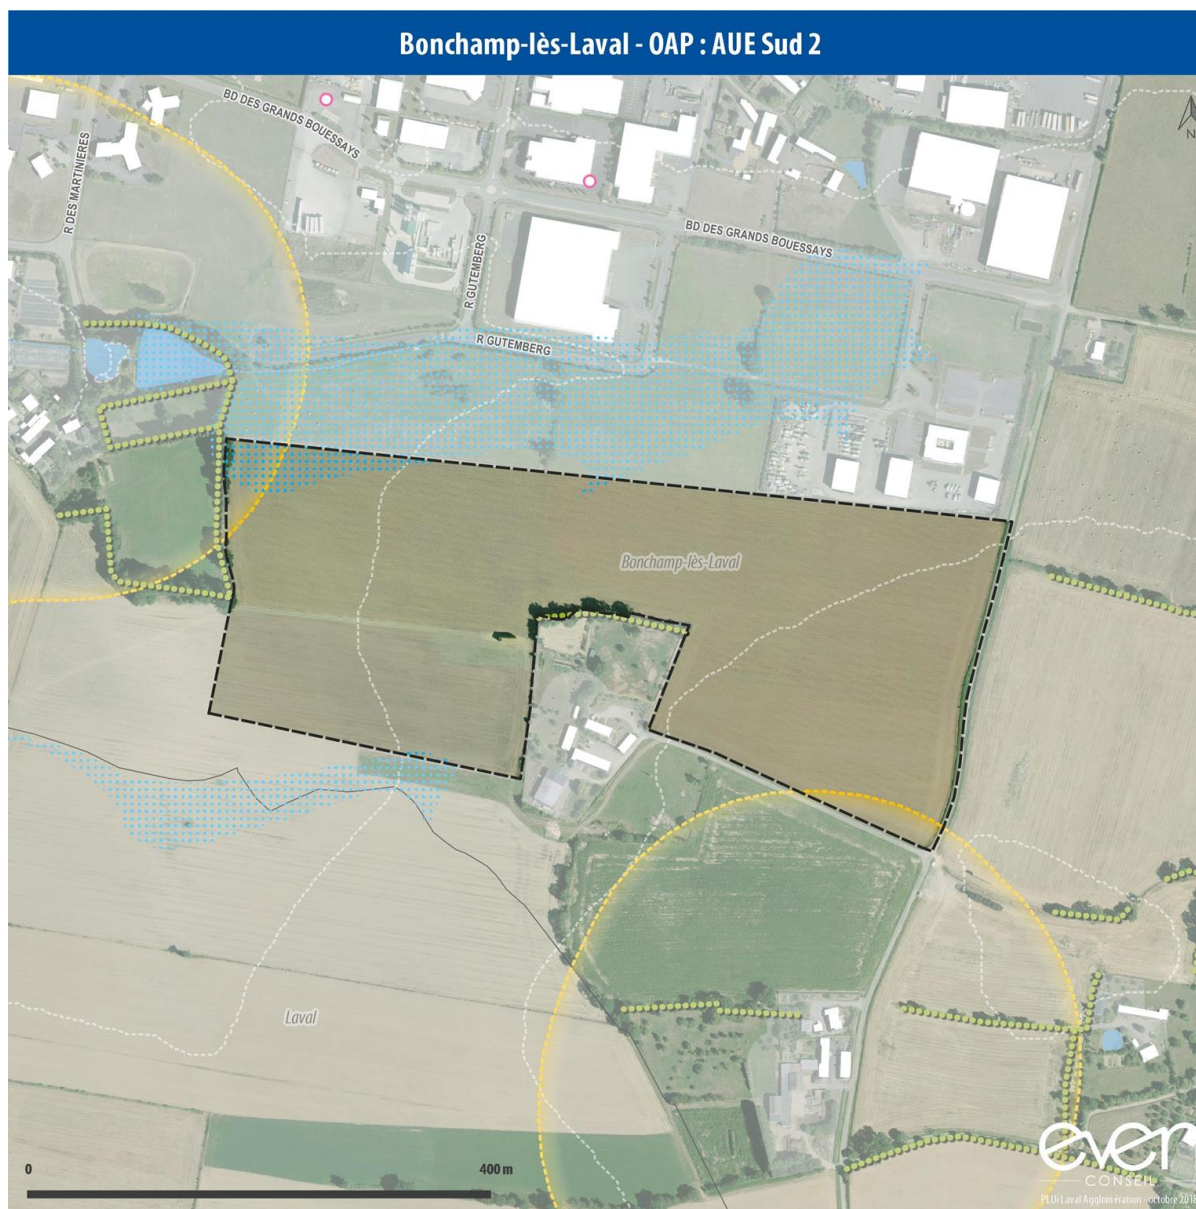 Bonchamp-lès-Laval - OAP : AUE Sud 2
BD DES GRANDS BOUESSAYS
R DES MARTINIERES
N
BD DES GRANDS BOUESSAYS
R GUTEMBERG
R GUTEMBERG
Bonchamp-lès-Laval
Laval
0
400 m
ever
CONSEIL
PLUi Laval Agglomération - octobre 2018